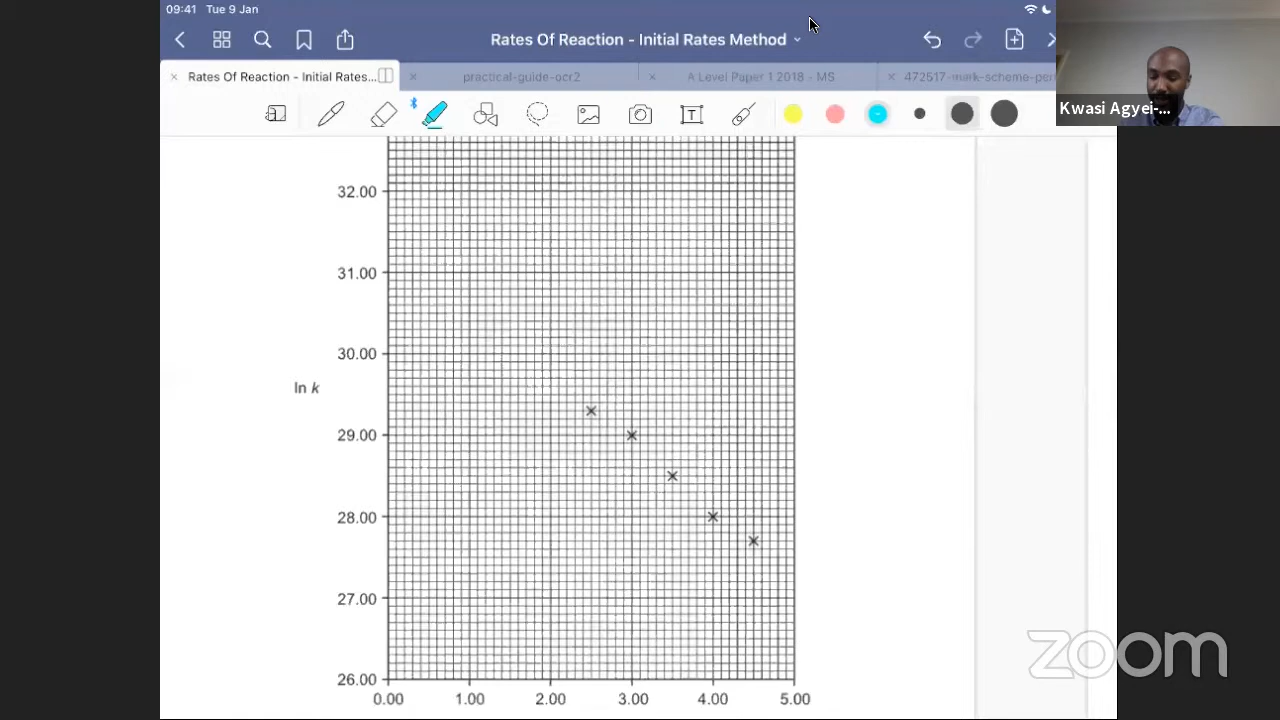 09:41 Tue 9 Jan
Rates Of Reaction - Initial Rates Method
Rates Of Reaction - Initial Rates...
practical-guide-ocr2
A Level Paper 1 2018 - MS
472517-mark-scheme-per
Kwasi Agyei-...
32.00
31.00
30.00
ln k
29.00
28.00
27.00
26.00
0.00 1.00 2.00 3.00 4.00 5.00
zoom